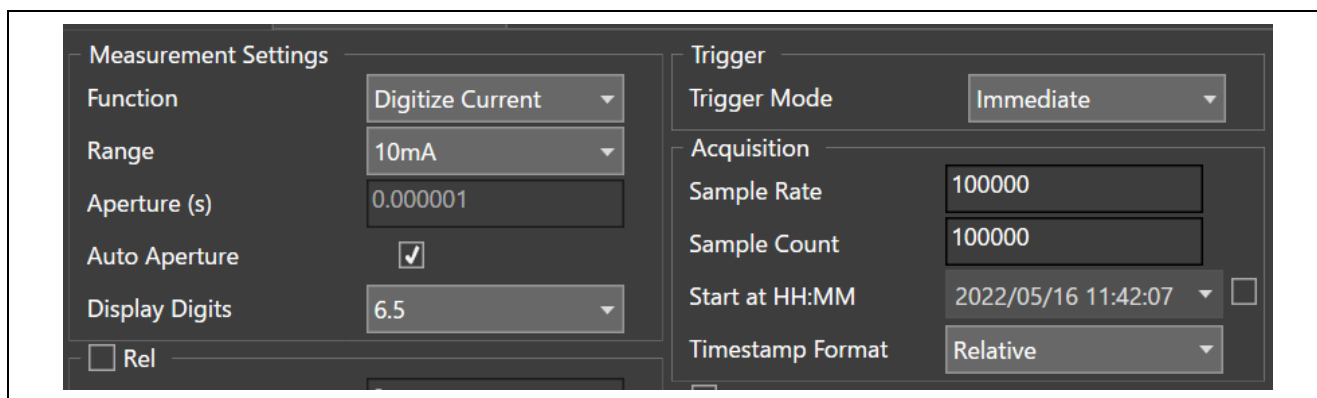 Measurement Settings
Function Digitize Current
Range 10mA
Aperture (s) 0.000001
Auto Aperture
Display Digits 6.5
Rel
Trigger
Trigger Mode Immediate
Acquisition
Sample Rate 100000
Sample Count 100000
Start at HH:MM 2022/05/16 11:42:07
Timestamp Format Relative